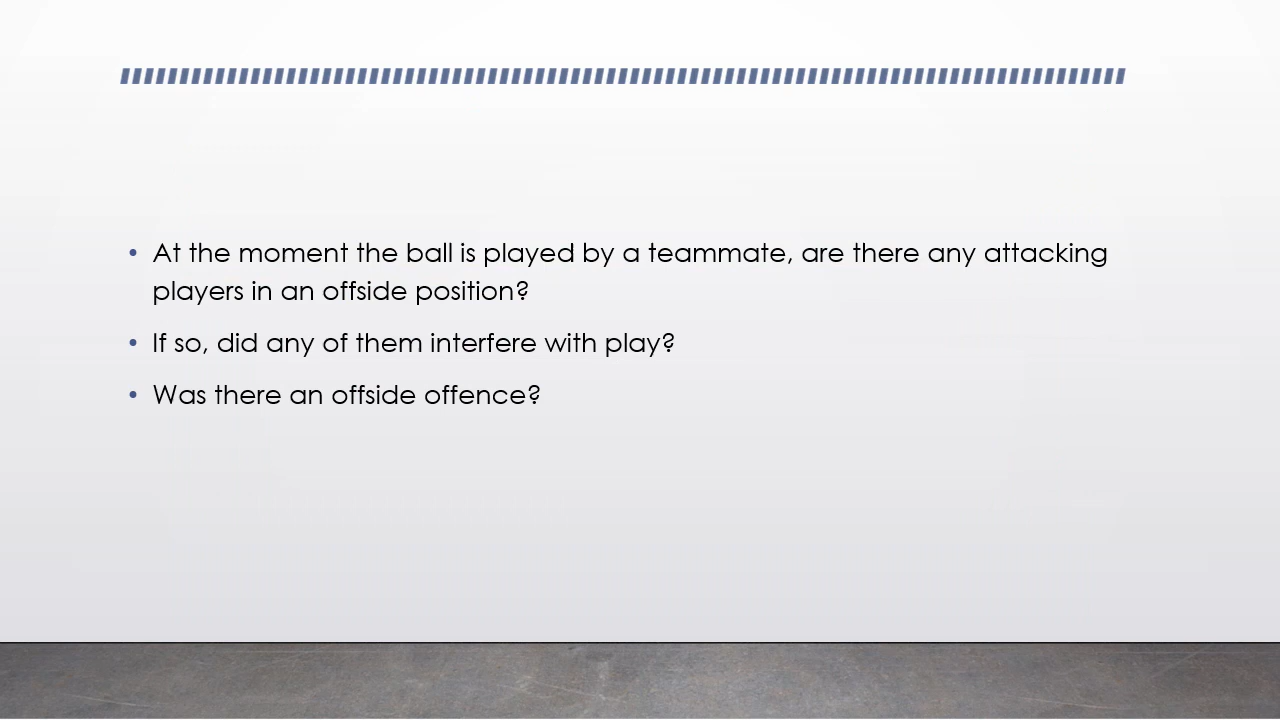 • At the moment the ball is played by a teammate, are there any attacking
players in an offside position?
• If so, did any of them interfere with play?
• Was there an offside offence?